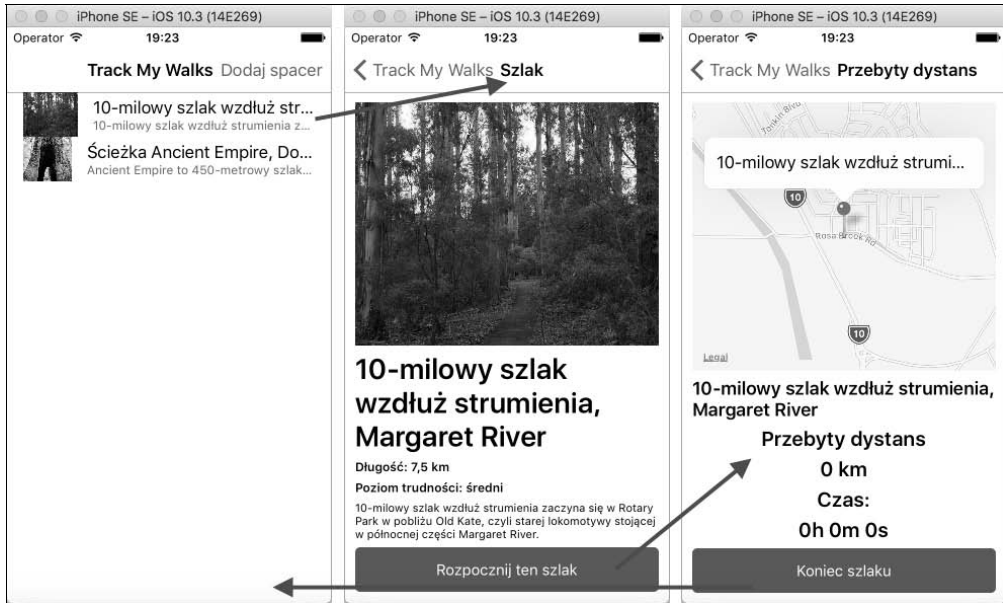 iPhone SE – iOS 10.3 (14E269)
Operator 19:23
Track My Walks Dodaj spacer
10-milowy szlak wzdłuż str...
10-milowy szlak wzdłuż strumienia z...
Ścieżka Ancient Empire, Do...
Ancient Empire to 450-metrowy szlak...
iPhone SE – iOS 10.3 (14E269)
Operator 19:23
Track My Walks Szlak
10-milowy szlak
wzdłuż strumienia,
Margaret River
Długość: 7,5 km
Poziom trudności: średni
10-milowy szlak wzdłuż strumienia zaczyna się w Rotary
Park w pobliżu Old Kate, czyli starej lokomotywy stojącej
w północnej części Margaret River.
Rozpocznij ten szlak
iPhone SE – iOS 10.3 (14E269)
Operator 19:23
Track My Walks Przebyty dystans
Tonkin Blvd
10-milowy szlak wzdłuż strumi...
10
Rosa Brook Rd
10
Legal
10-milowy szlak wzdłuż strumienia,
Margaret River
Przebyty dystans
0 km
Czas:
0h 0m 0s
Koniec szlaku